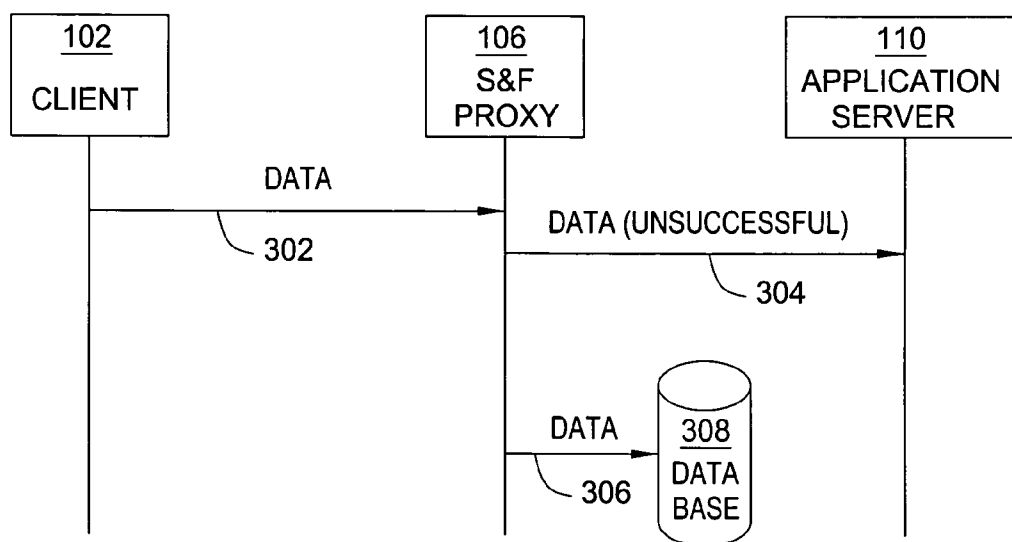 102
CLIENT
106
S&F
PROXY
110
APPLICATION
SERVER
DATA
302
DATA (UNSUCCESSFUL)
304
DATA
306
308
DATA
BASE